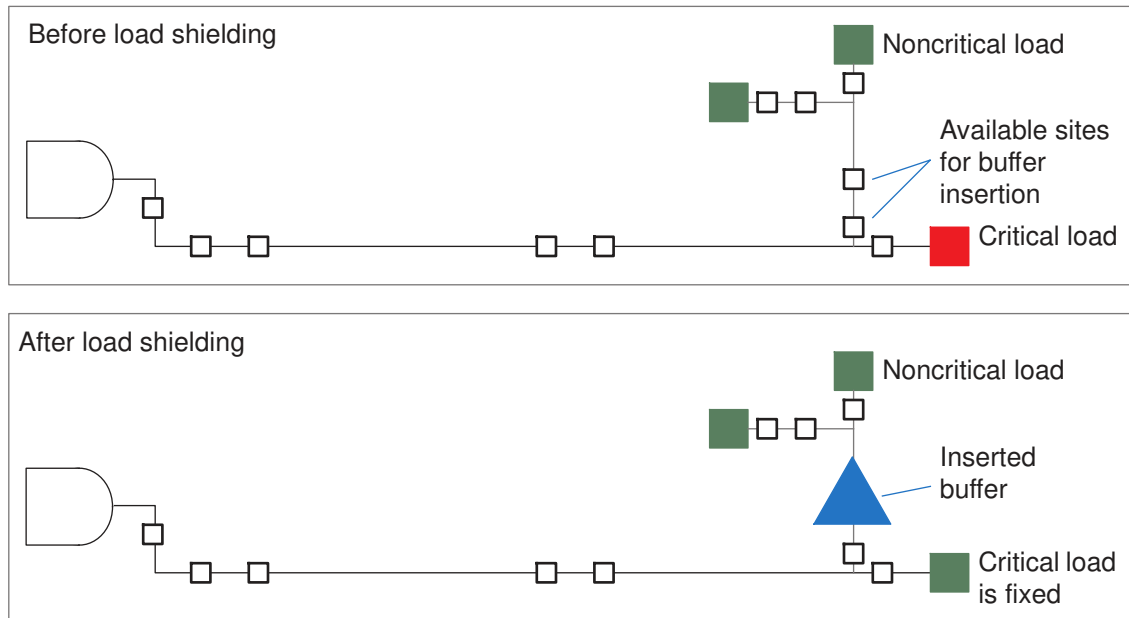 Before load shielding
Noncritical load
Available sites
for buffer
insertion
Critical load
After load shielding
Noncritical load
Inserted
buffer
Critical load
is fixed